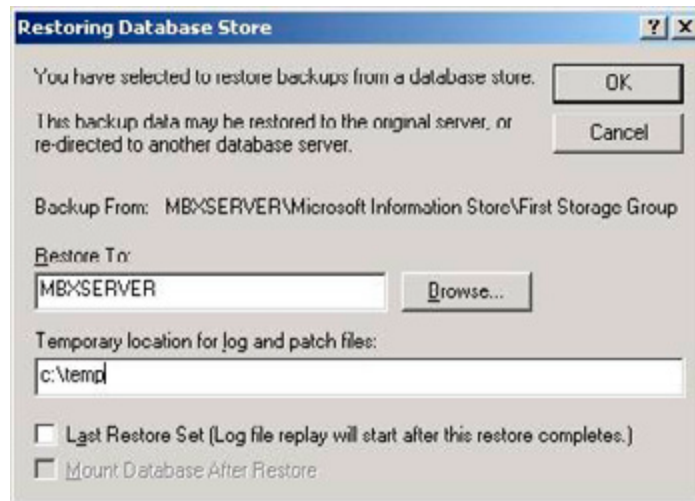 Restoring Database Store
You have selected to restore backups from a database store.
OK
This backup data may be restored to the original server, or
re-directed to another database server.
Cancel
Backup From: MBXSERVER\Microsoft Information Store\First Storage Group
Restore To:
MBXSERVER
Browse...
Temporary location for log and patch files:
c:\temp
Last Restore Set (Log file replay will start after this restore completes.)
Mount Database After Restore